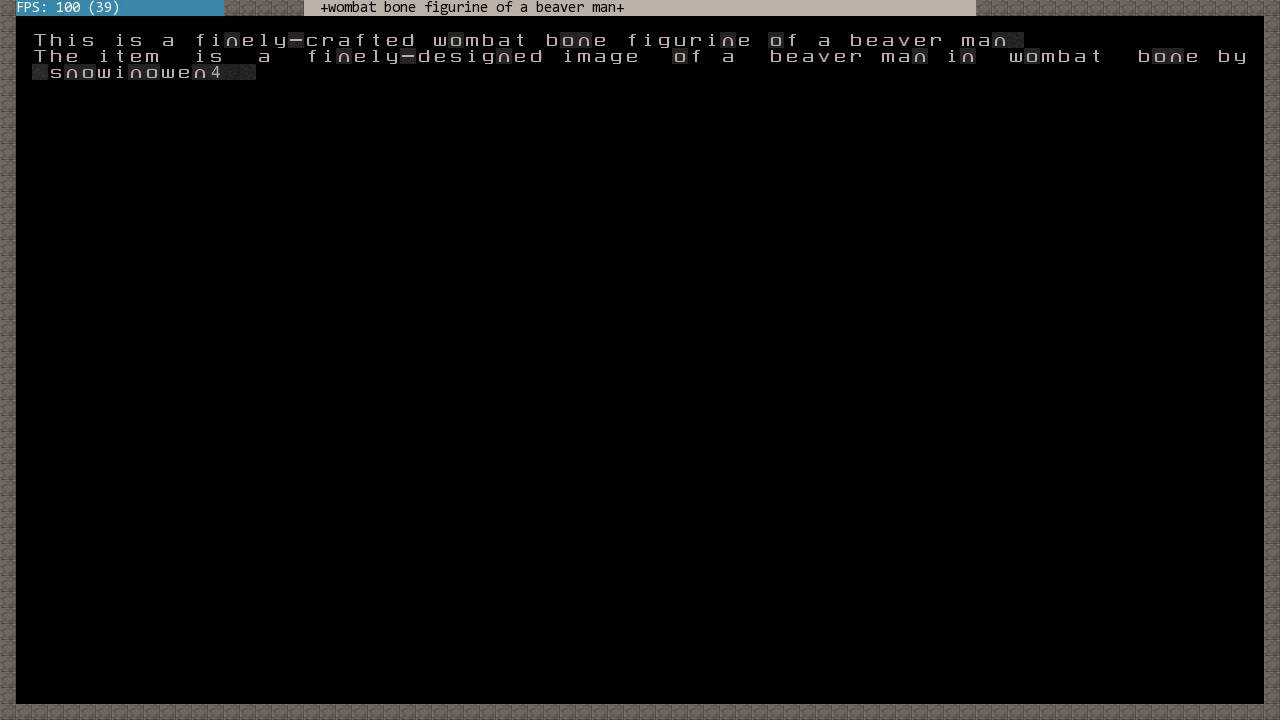 FPS: 100 (39) +wombat bone figurine of a beaver man+
This is a finely-crafted wombat bone figurine of a beaver man
The item is a finely-designed image of a beaver man in wombat bone by
snowinowen4